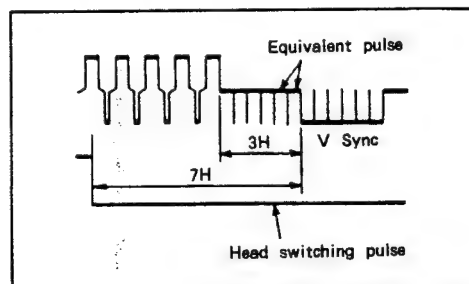 Equivalent pulse
3H
V Sync
7H
Head switching pulse